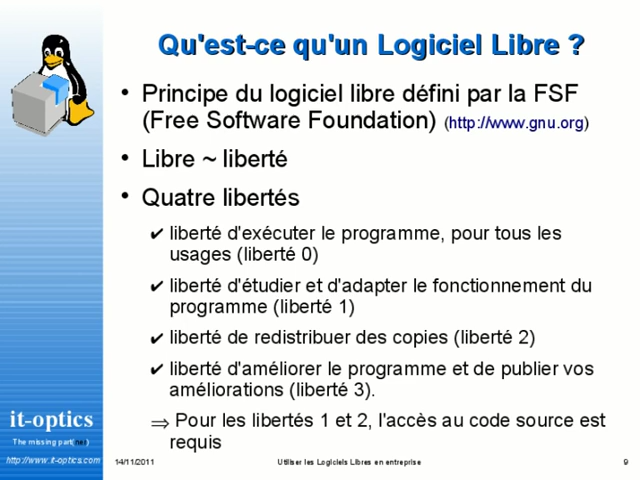 Qu'est-ce qu'un Logiciel Libre ?
• Principe du logiciel libre défini par la FSF
(Free Software Foundation) (http://www.gnu.org)
• Libre ~ liberté
• Quatre libertés
✔ liberté d'exécuter le programme, pour tous les
usages (liberté 0)
✔ liberté d'étudier et d'adapter le fonctionnement du
programme (liberté 1)
✔ liberté de redistribuer des copies (liberté 2)
✔ liberté d'améliorer le programme et de publier vos
améliorations (liberté 3).
⇒ Pour les libertés 1 et 2, l'accès au code source est
requis
it-optics
The missing part(ner)
http://www.it-optics.com
14/11/2011
Utiliser les Logiciels Libres en entreprise
9